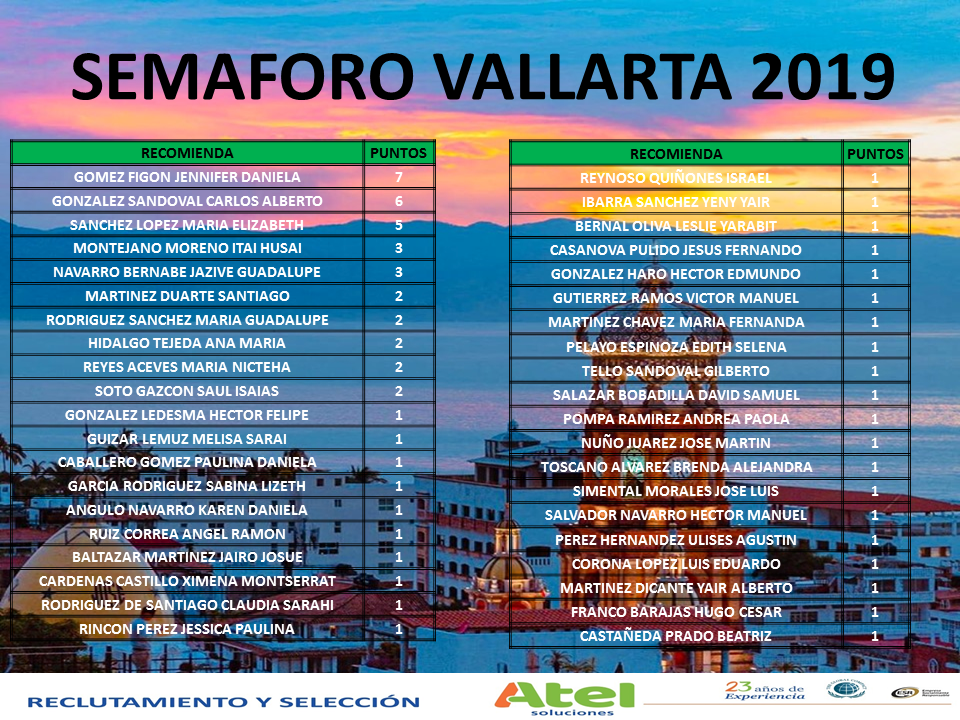 SEMAFORO VALLARTA 2019
RECOMIENDA PUNTOS
GOMEZ FIGON JENNIFER DANIELA 7
GONZALEZ SANDOVAL CARLOS ALBERTO 6
SANCHEZ LOPEZ MARIA ELIZABETH 5
MONTEJANO MORENO ITAI HUSAI 3
NAVARRO BERNABE JAZIVE GUADALUPE 3
MARTINEZ DUARTE SANTIAGO 2
RODRIGUEZ SANCHEZ MARIA GUADALUPE 2
HIDALGO TEJEDA ANA MARIA 2
REYES ACEVES MARIA NICTEHA 2
SOTO GAZCON SAUL ISAIAS 2
GONZALEZ LEDESMA HECTOR FELIPE 1
GUIZAR LEMUZ MELISA SARAI 1
CABALLERO GOMEZ PAULINA DANIELA 1
GARCIA RODRIGUEZ SABINA LIZETH 1
ANGULO NAVARRO KAREN DANIELA 1
RUIZ CORREA ANGEL RAMON 1
BALTAZAR MARTINEZ JAIRO JOSUE 1
CARDENAS CASTILLO XIMENA MONTSERRAT 1
RODRIGUEZ DE SANTIAGO CLAUDIA SARAHI 1
RINCON PEREZ JESSICA PAULINA 1
RECOMIENDA PUNTOS
REYNOSO QUIÑONES ISRAEL 1
IBARRA SANCHEZ YENY YAIR 1
BERNAL OLIVA LESLIE YARABIT 1
CASANOVA PULIDO JESUS FERNANDO 1
GONZALEZ HARO HECTOR EDMUNDO 1
GUTIERREZ RAMOS VICTOR MANUEL 1
MARTINEZ CHAVEZ MARIA FERNANDA 1
PELAYO ESPINOZA EDITH SELENA 1
TELLO SANDOVAL GILBERTO 1
SALAZAR BOBADILLA DAVID SAMUEL 1
POMPA RAMIREZ ANDREA PAOLA 1
NUÑO JUAREZ JOSE MARTIN 1
TOSCANO ALVAREZ BRENDA ALEJANDRA 1
SIMENTAL MORALES JOSE LUIS 1
SALVADOR NAVARRO HECTOR MANUEL 1
PEREZ HERNANDEZ ULISES AGUSTIN 1
CORONA LOPEZ LUIS EDUARDO 1
MARTINEZ DICANTE YAIR ALBERTO 1
FRANCO BARAJAS HUGO CESAR 1
CASTAÑEDA PRADO BEATRIZ 1
RECLUTAMIENTO Y SELECCIÓN
Atel
soluciones
23 años de
Experiencia
ESR